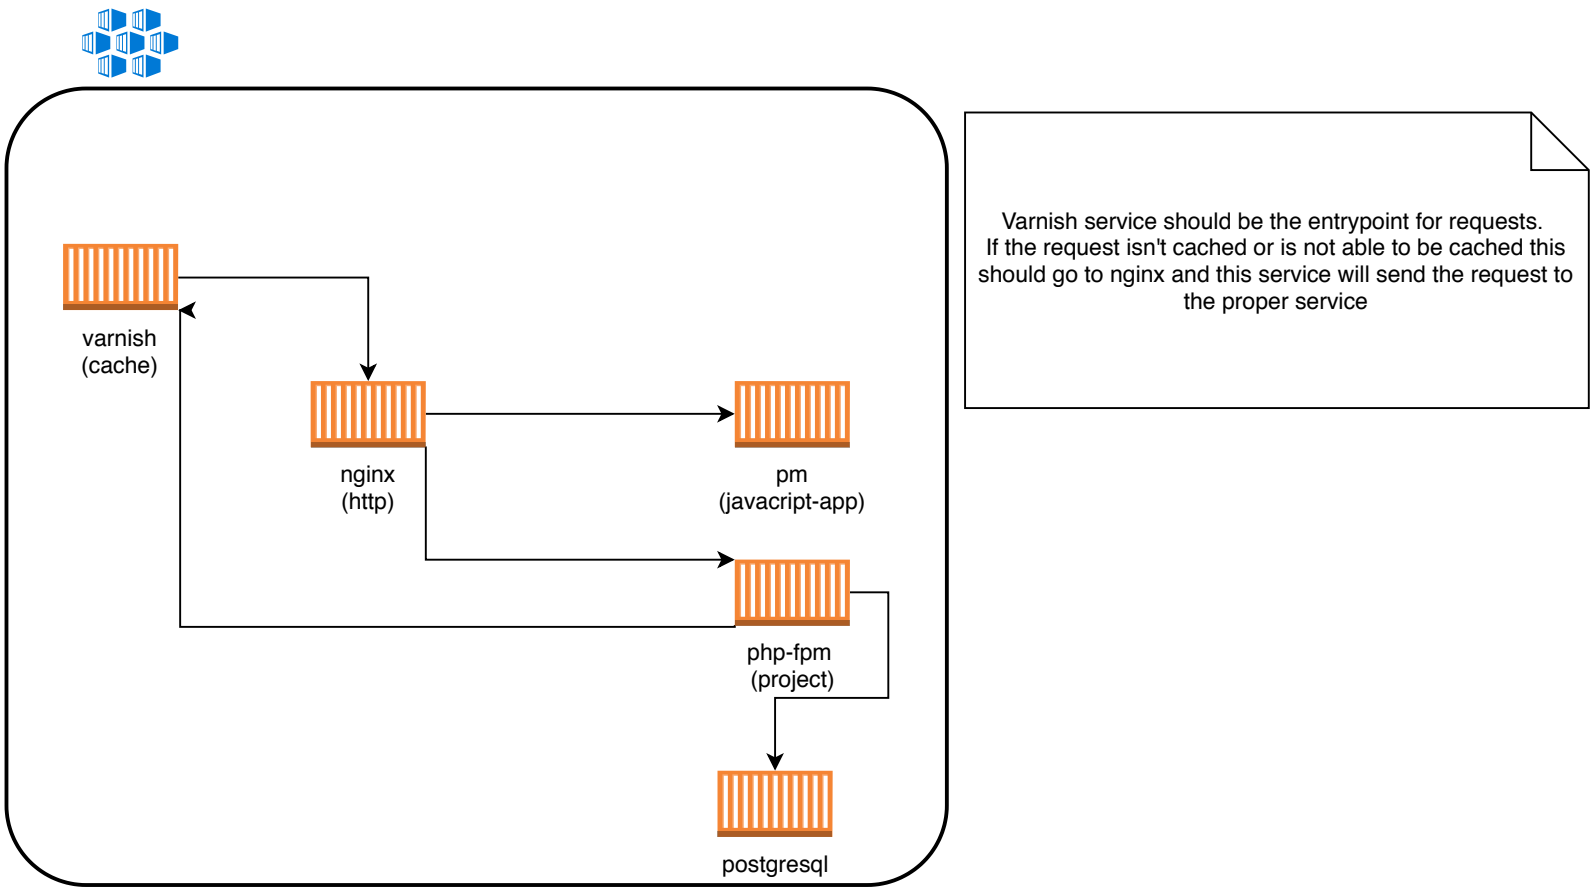 Varnish service should be the entrypoint for requests.
If the request isn't cached or is not able to be cached this
should go to nginx and this service will send the request to
the proper service
varnish
(cache)
nginx
(http)
pm
(javacript-app)
php-fpm
(project)
postgresql